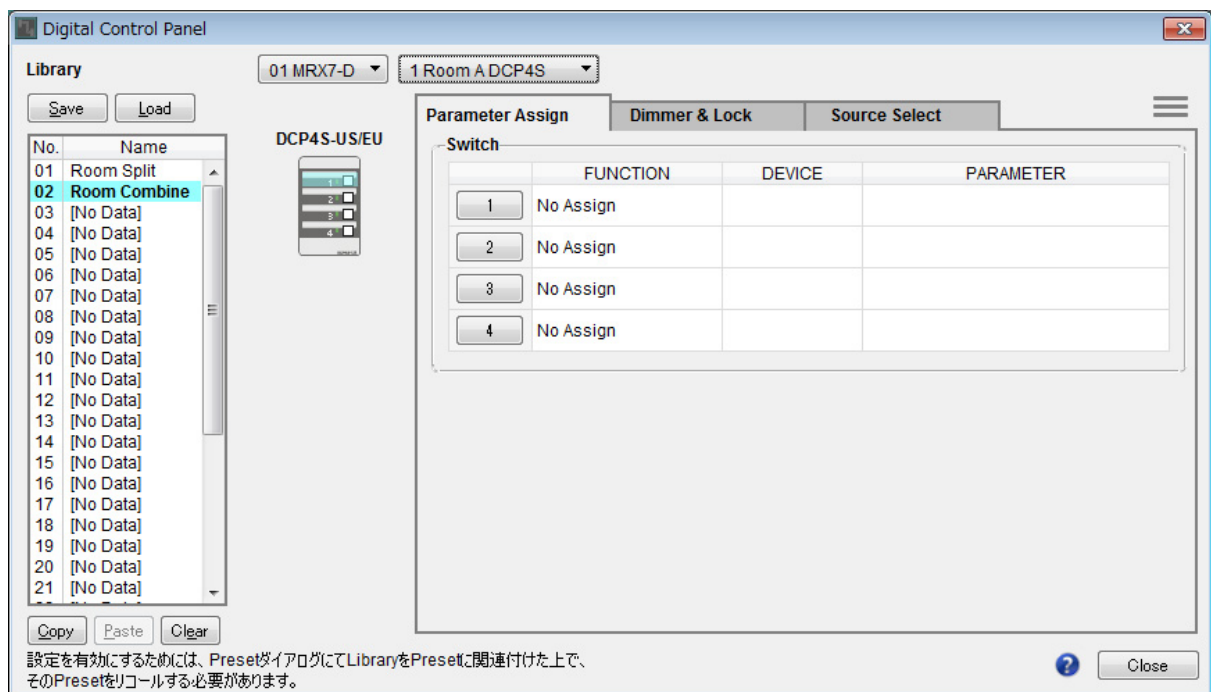 Digital Control Panel
Library
01 MRX7-D
1 Room A DCP4S
Save
Load
No. Name
01 Room Split
02 Room Combine
03 [No Data]
04 [No Data]
05 [No Data]
06 [No Data]
07 [No Data]
08 [No Data]
09 [No Data]
10 [No Data]
11 [No Data]
12 [No Data]
13 [No Data]
14 [No Data]
15 [No Data]
16 [No Data]
17 [No Data]
18 [No Data]
19 [No Data]
20 [No Data]
21 [No Data]
Copy
Paste
Clear
DCP4S-US/EU
1
2
3
4
Parameter Assign
Dimmer & Lock
Source Select
Switch
FUNCTION DEVICE PARAMETER
1 No Assign
2 No Assign
3 No Assign
4 No Assign
設定を有効にするためには、PresetダイアログにてLibraryをPresetに関連付けた上で、
そのPresetをリコールする必要があります。
?
Close